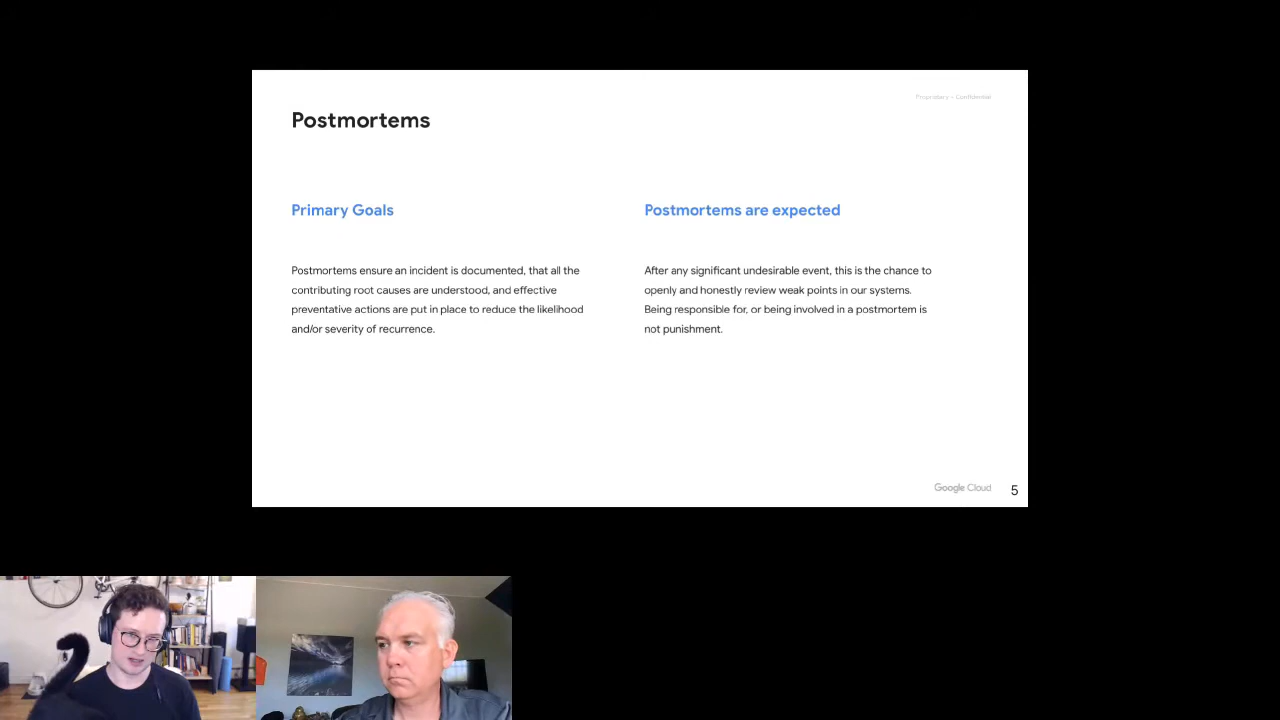 Proprietary + Confidential
Postmortems
Primary Goals
Postmortems ensure an incident is documented, that all the
contributing root causes are understood, and effective
preventative actions are put in place to reduce the likelihood
and/or severity of recurrence.
Postmortems are expected
After any significant undesirable event, this is the chance to
openly and honestly review weak points in our systems.
Being responsible for, or being involved in a postmortem is
not punishment.
Google Cloud
5